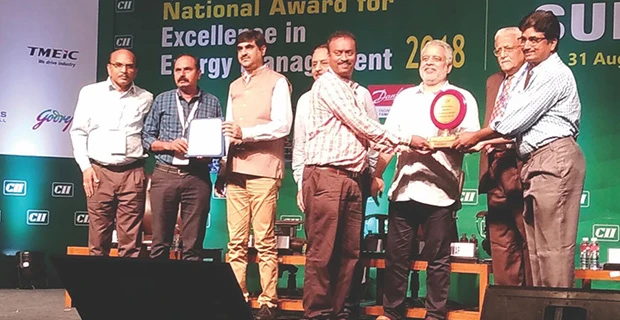 National Award for
Excellence in
Energy Management 2018
SU
31 Aug
TMEiC
We drive industry
Godrej
CII
CII
CII
CII
CII
CII
CII
CII